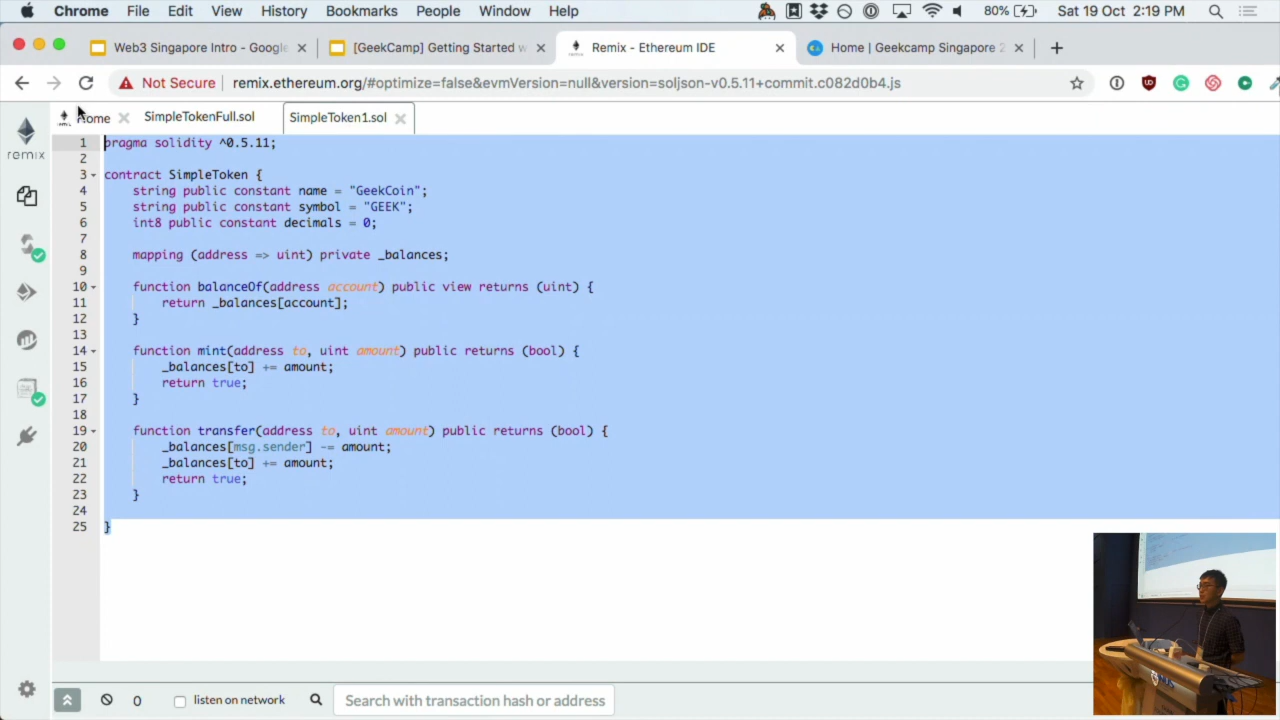 Chrome File Edit View History Bookmarks People Window Help 80% Sat 19 Oct 2:19 PM
Web3 Singapore Intro - Google [GeekCamp] Getting Started w Remix - Ethereum IDE Home | Geekcamp Singapore 2
Not Secure remix.ethereum.org/#optimize=false&evmVersion=null&version=soljson-v0.5.11+commit.c082d0b4.js
Home SimpleTokenFull.sol SimpleToken1.sol
remix
1 pragma solidity ^0.5.11;
2
3 contract SimpleToken {
4 string public constant name = "GeekCoin";
5 string public constant symbol = "GEEK";
6 int8 public constant decimals = 0;
7
8 mapping (address => uint) private _balances;
9
10 function balanceOf(address account) public view returns (uint) {
11 return _balances[account];
12 }
13
14 function mint(address to, uint amount) public returns (bool) {
15 _balances[to] += amount;
16 return true;
17 }
18
19 function transfer(address to, uint amount) public returns (bool) {
20 _balances[msg.sender] -= amount;
21 _balances[to] += amount;
22 return true;
23 }
24
25 }
0 listen on network Search with transaction hash or address
NUS